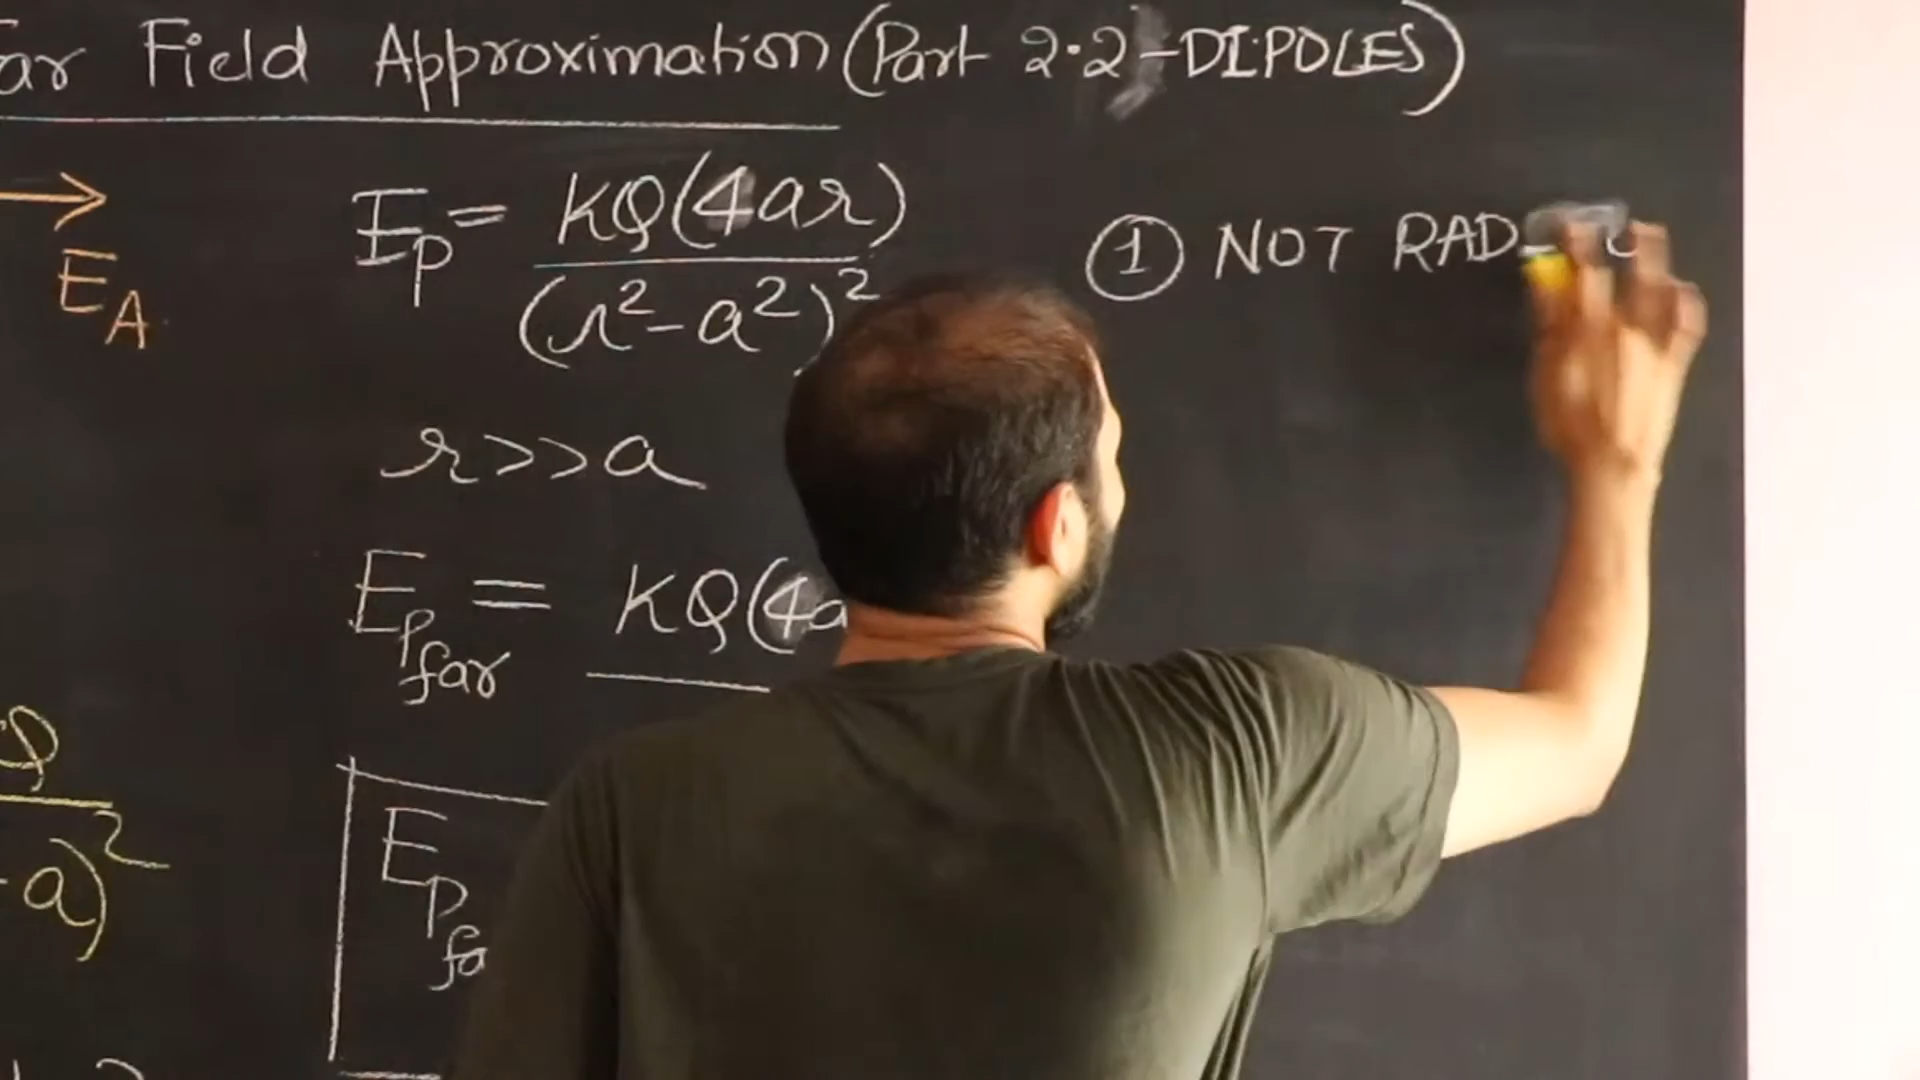 ar Field Approximation (Part 2.2 - DIPOLES)
E_A
E_P = KQ(4ar) / (r² - a²)²
① NOT RAD
r >> a
E_P far = KQ(4a
- a)²
E_P fa